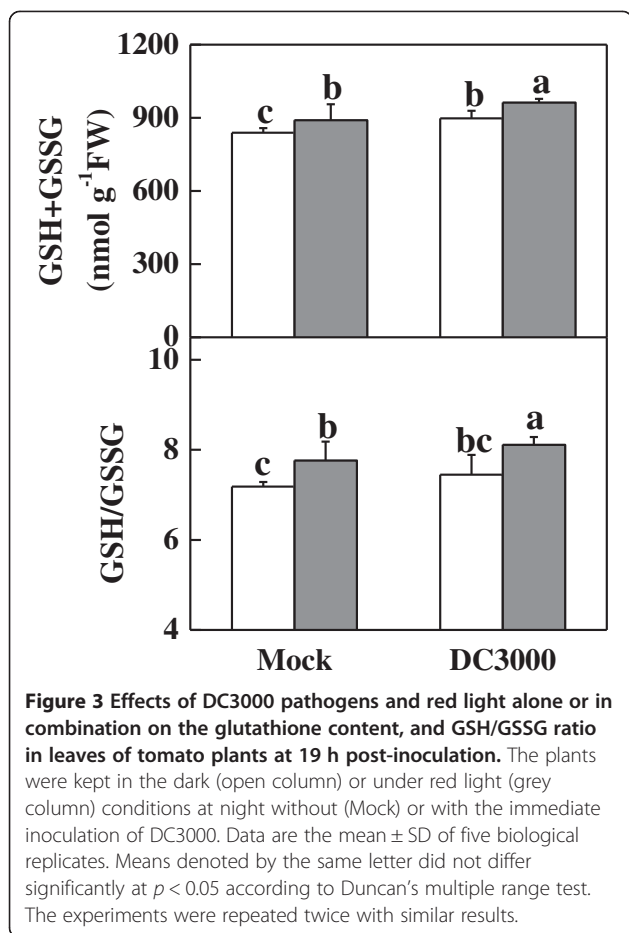 1200
900
600
300
0
GSH+GSSG
(nmol g⁻¹FW)
c
b
b
a
10
8
6
4
GSH/GSSG
c
b
bc
a
Mock
DC3000
Figure 3 Effects of DC3000 pathogens and red light alone or in
combination on the glutathione content, and GSH/GSSG ratio
in leaves of tomato plants at 19 h post-inoculation. The plants
were kept in the dark (open column) or under red light (grey
column) conditions at night without (Mock) or with the immediate
inoculation of DC3000. Data are the mean ± SD of five biological
replicates. Means denoted by the same letter did not differ
significantly at p < 0.05 according to Duncan's multiple range test.
The experiments were repeated twice with similar results.